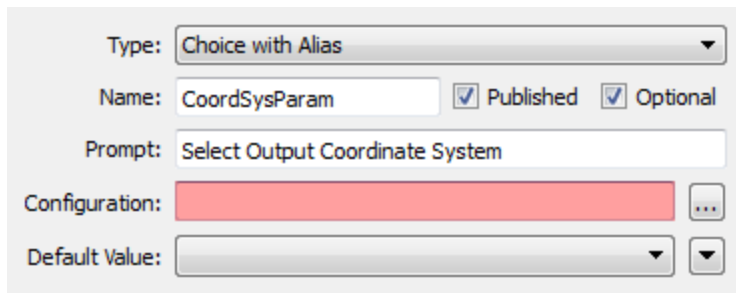 Type: Choice with Alias
Name: CoordSysParam Published Optional
Prompt: Select Output Coordinate System
Configuration: ...
Default Value: